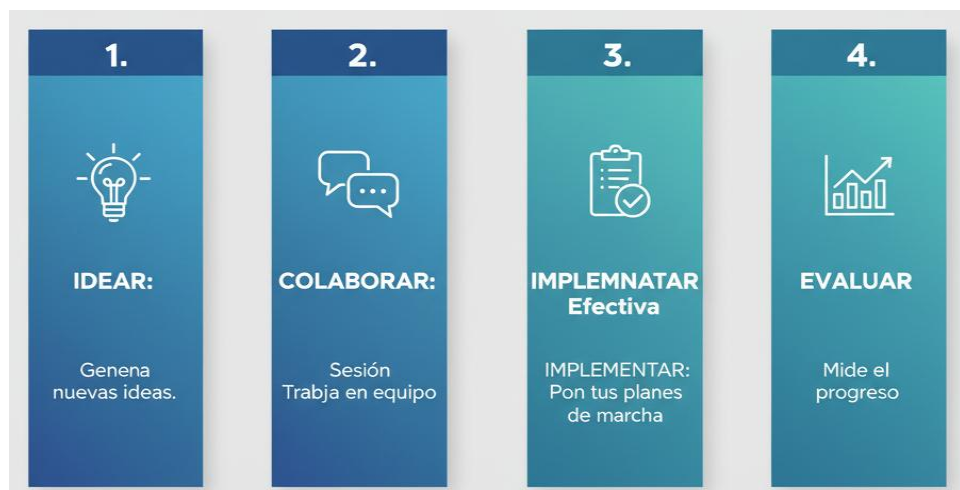 1.
IDEAR:
Genena
nuevas ideas.
2.
COLABORAR:
Sesión
Trabja en equipo
3.
IMPLEMNATAR
Efectiva
IMPLEMENTAR:
Pon tus planes
de marcha
4.
EVALUAR
Mide el
progreso